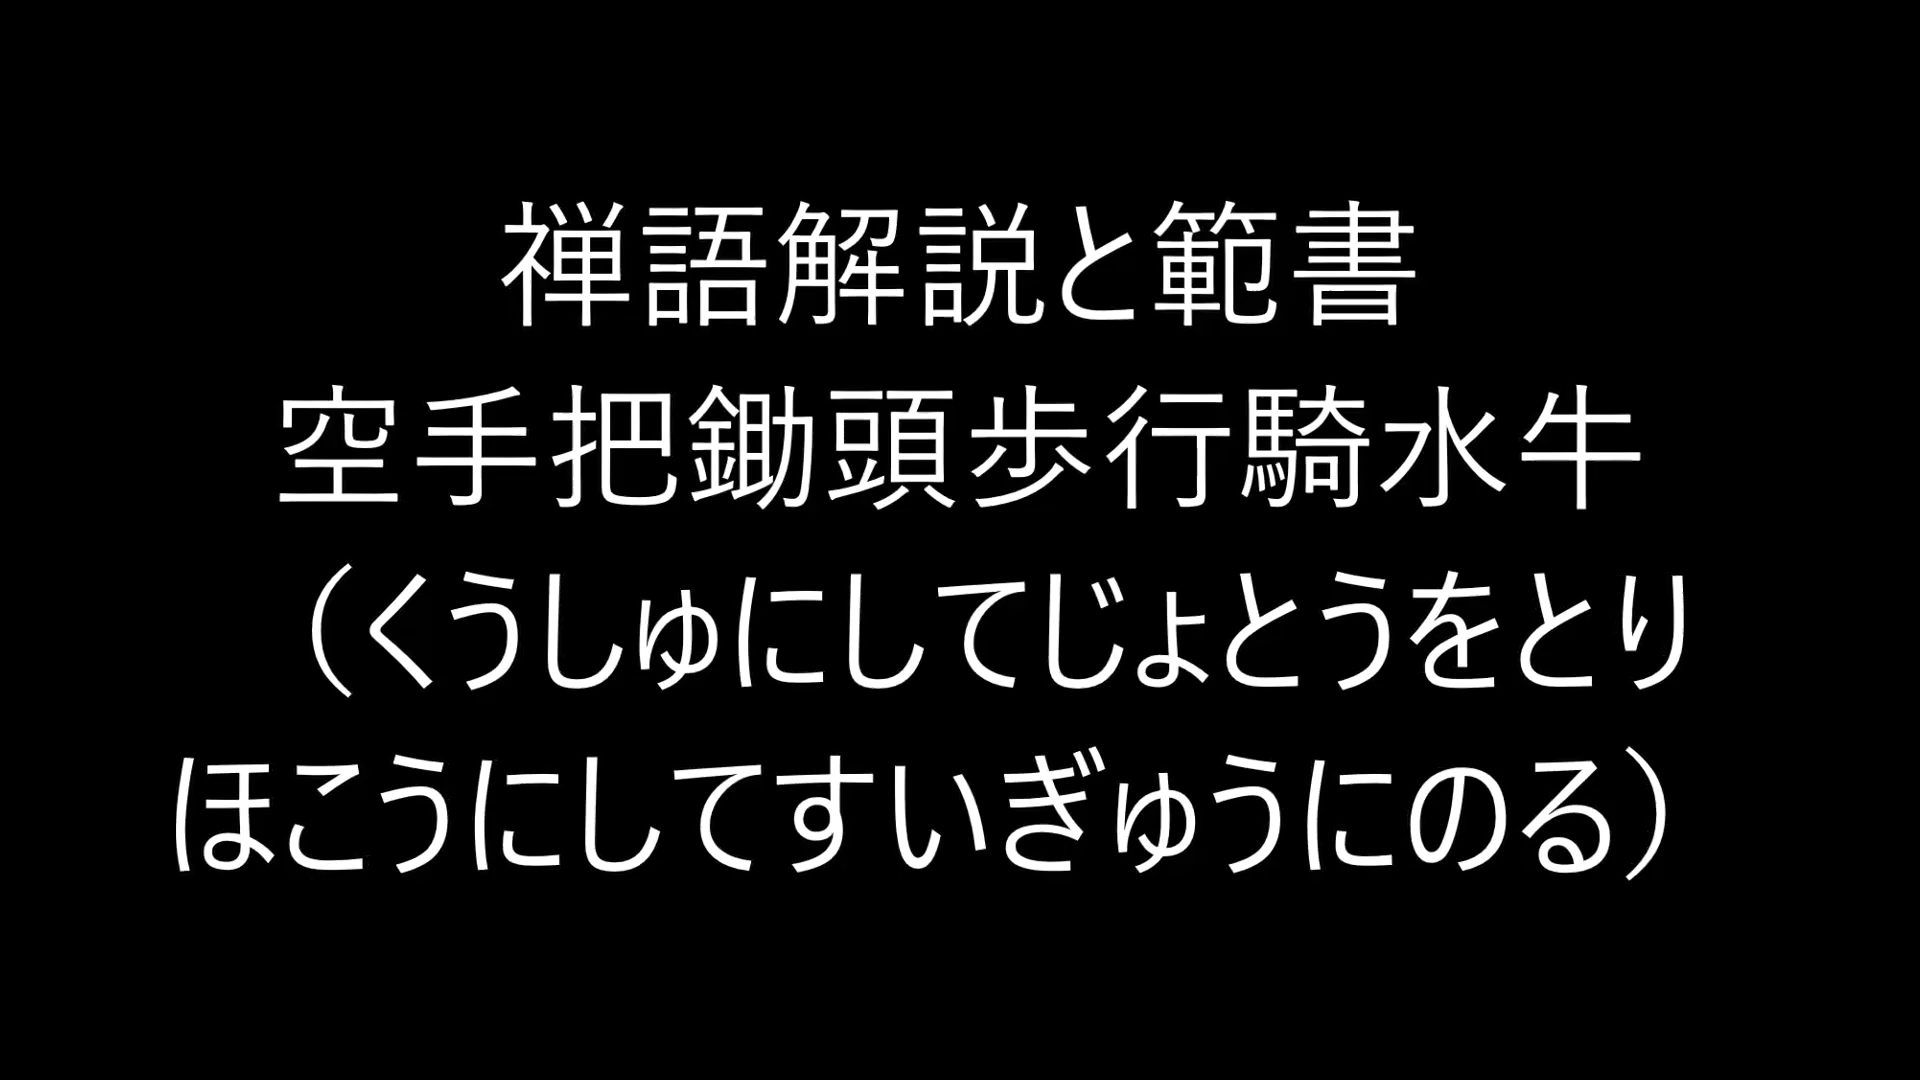 禅語解説と範書
空手把鋤頭歩行騎水牛
（くうしゅにしてじょとうをとり
ほこうにしてすいぎゅうにのる）